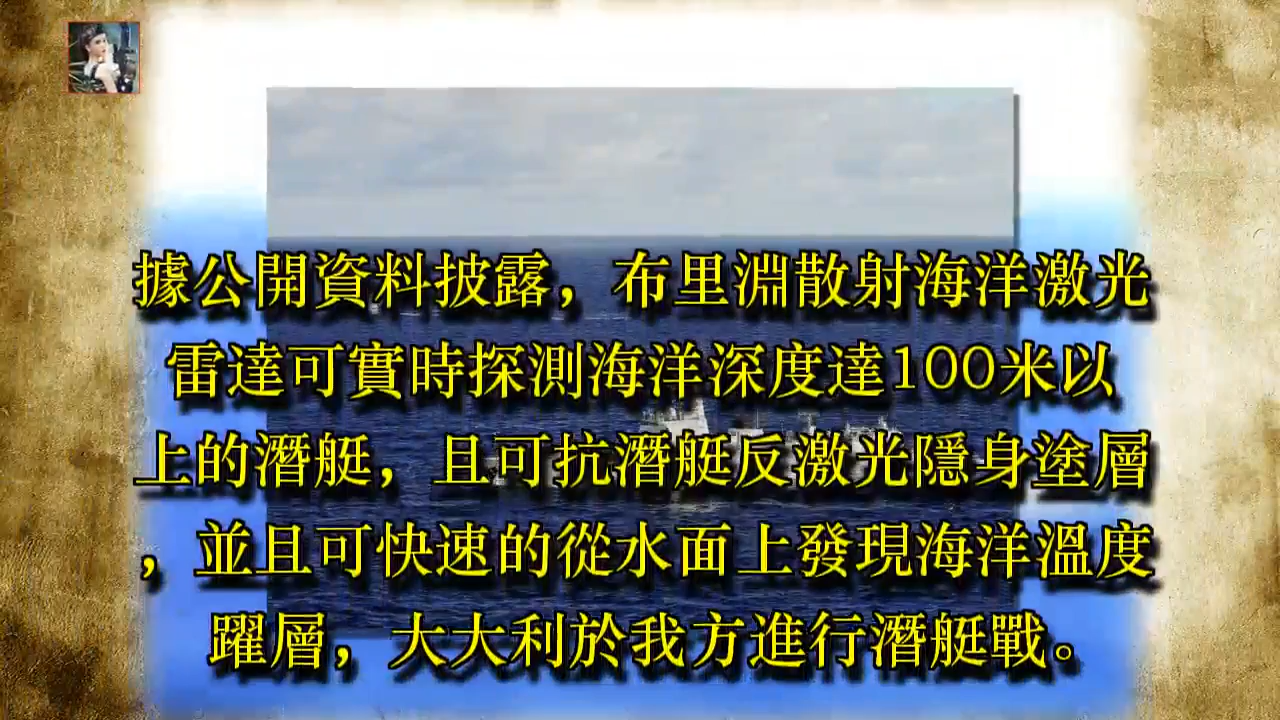 據公開資料披露，布里淵散射海洋激光
雷達可實時探測海洋深度達100米以
上的潛艇，且可抗潛艇反激光隱身塗層
，並且可快速的從水面上發現海洋溫度
躍層，大大利於我方進行潛艇戰。